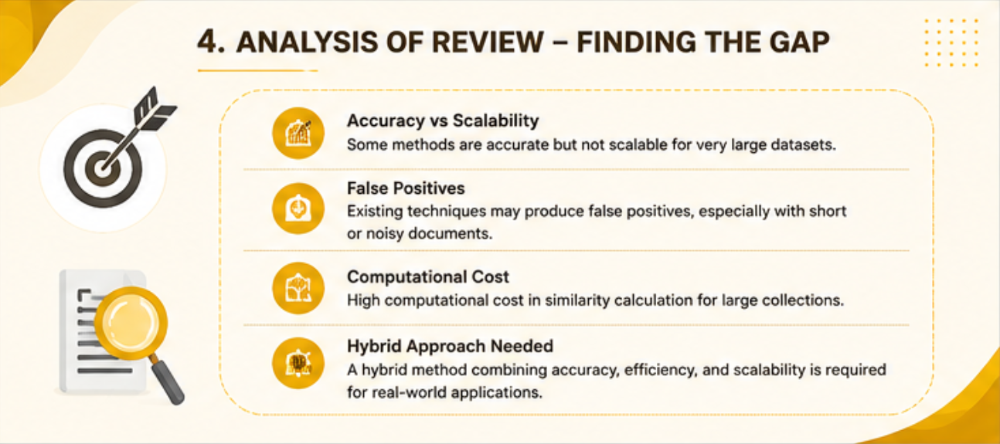 4. ANALYSIS OF REVIEW – FINDING THE GAP
Accuracy vs Scalability
Some methods are accurate but not scalable for very large datasets.
False Positives
Existing techniques may produce false positives, especially with short
or noisy documents.
Computational Cost
High computational cost in similarity calculation for large collections.
Hybrid Approach Needed
A hybrid method combining accuracy, efficiency, and scalability is required
for real-world applications.